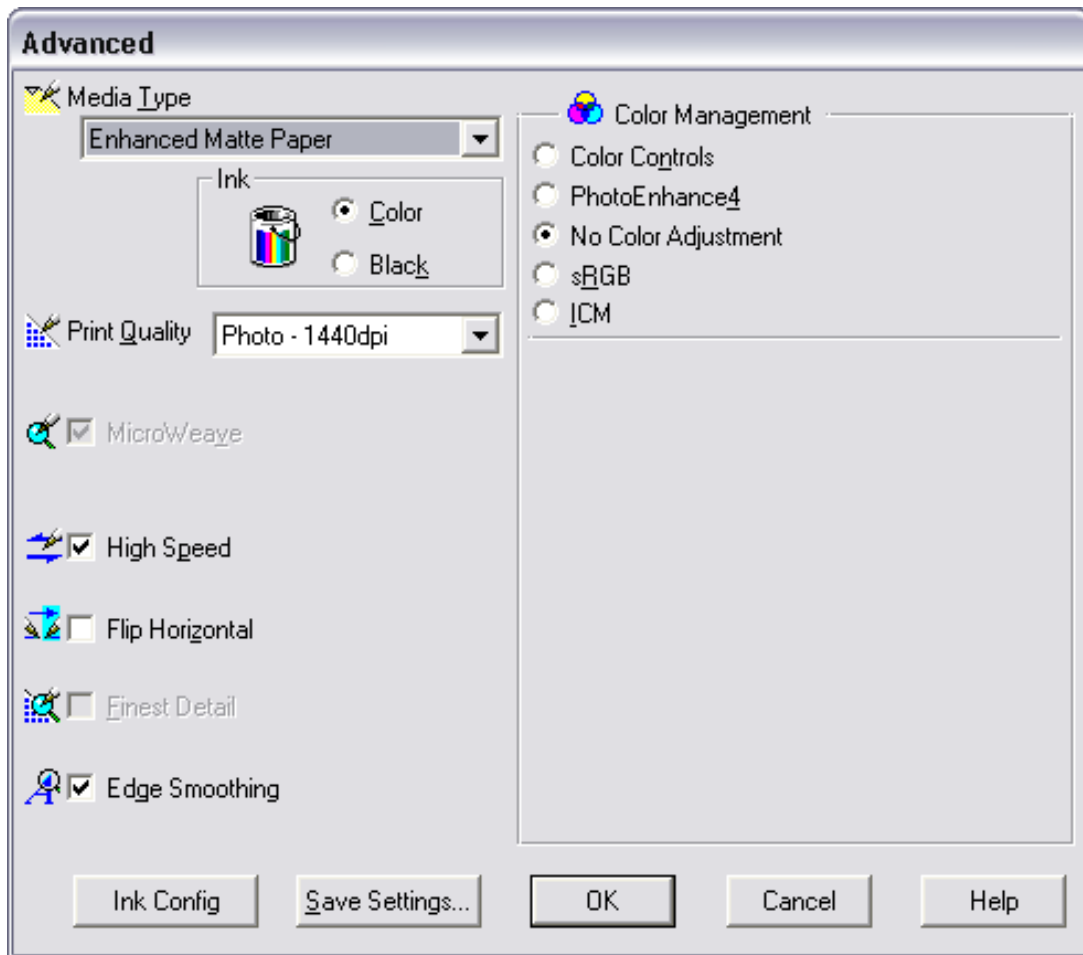 Advanced
Media Type
Enhanced Matte Paper
Ink
Color
Black
Print Quality
Photo - 1440dpi
MicroWeave
High Speed
Flip Horizontal
Finest Detail
Edge Smoothing
Color Management
Color Controls
PhotoEnhance4
No Color Adjustment
sRGB
ICM
Ink Config
Save Settings...
OK
Cancel
Help